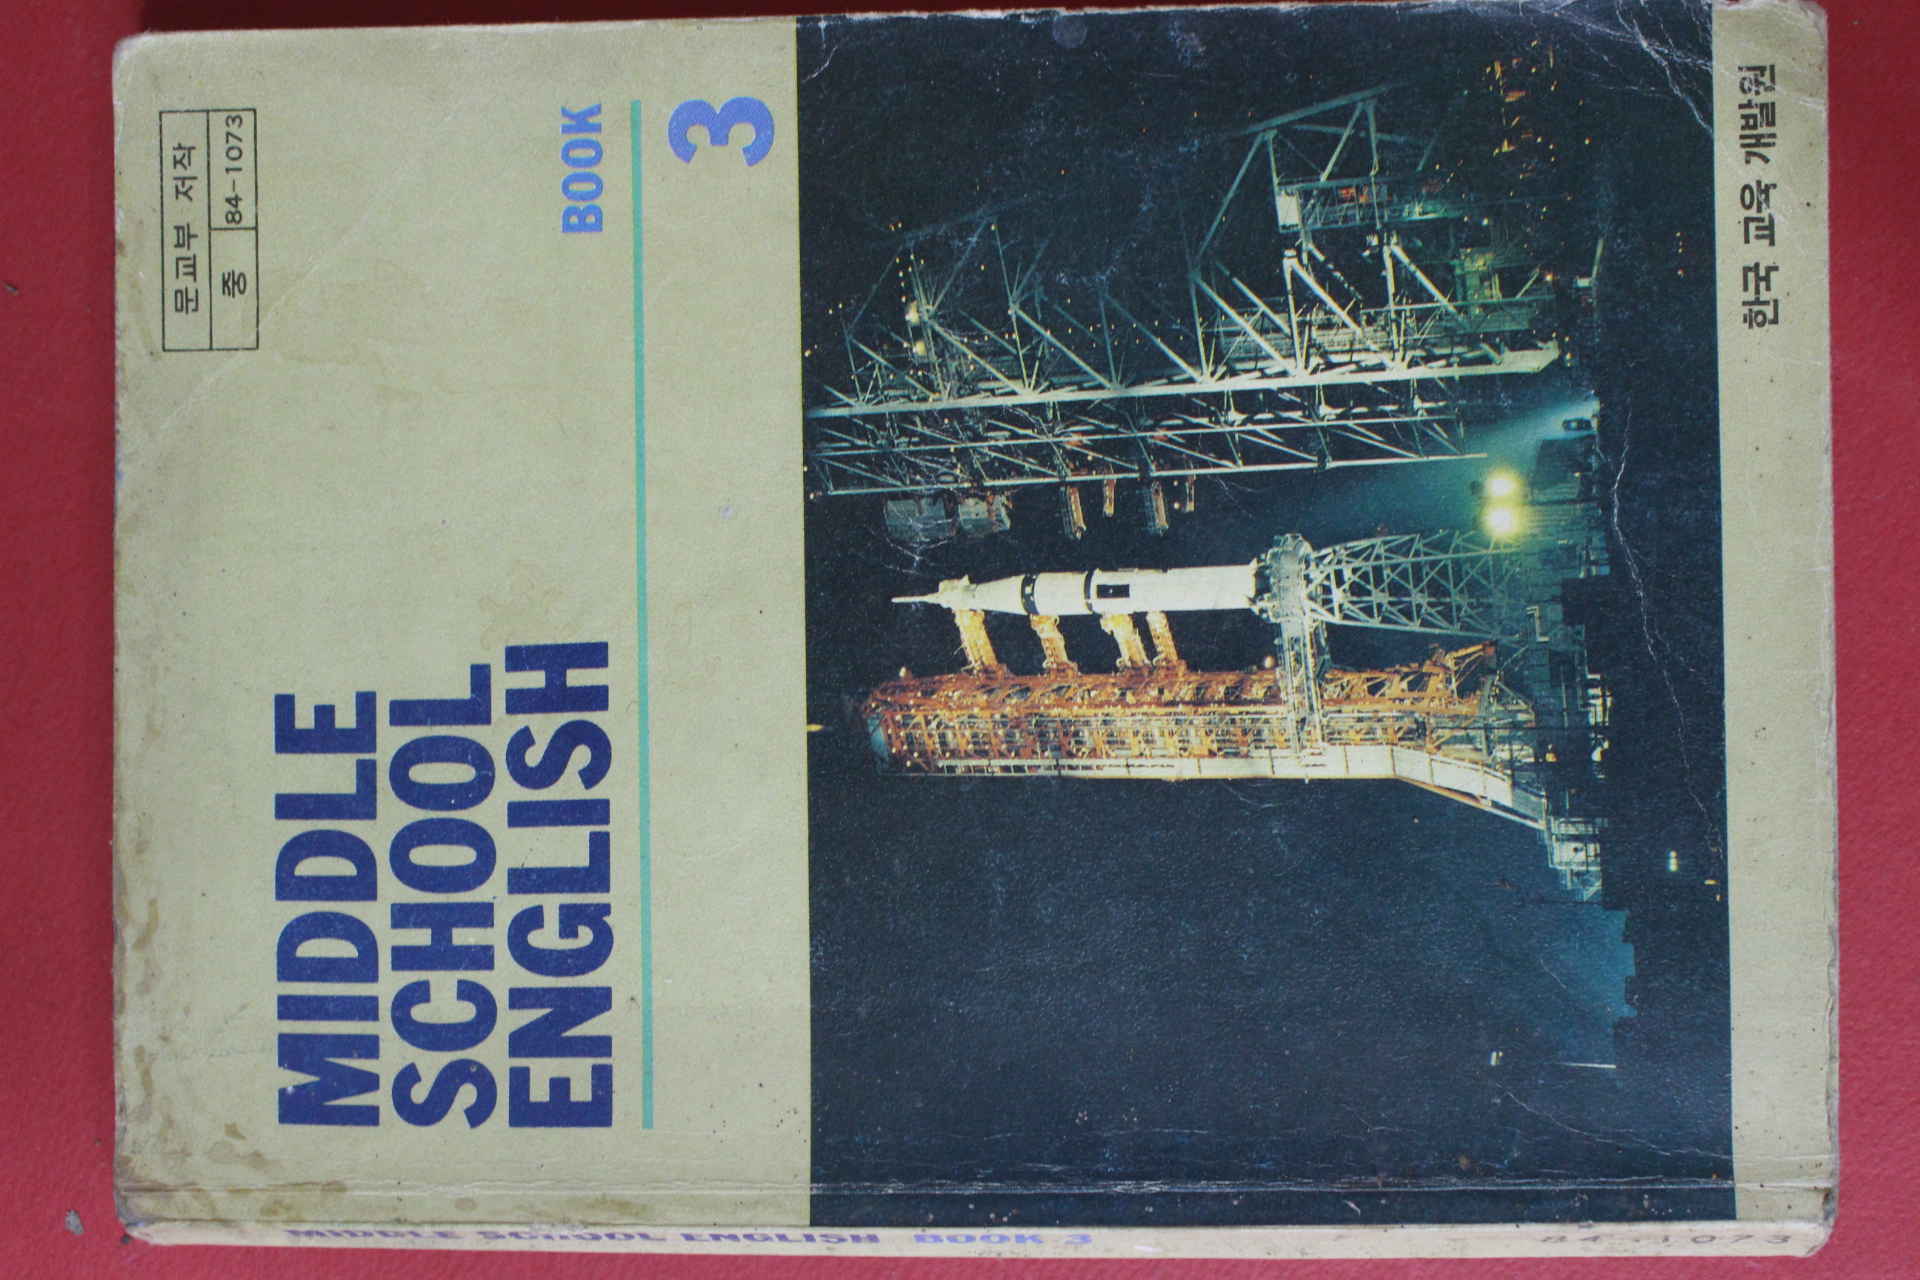 문교부 저작
중 84-1073
MIDDLE
SCHOOL
ENGLISH
BOOK
3
한국 교육 개발원
MIDDLE SCHOOL ENGLISH BOOK 3
84-1073